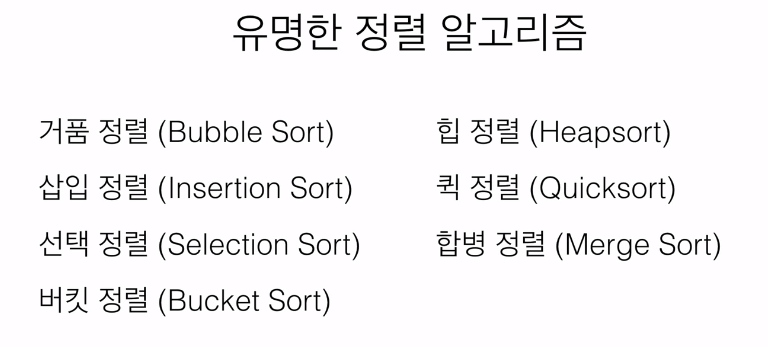 유명한 정렬 알고리즘
거품 정렬 (Bubble Sort)
삽입 정렬 (Insertion Sort)
선택 정렬 (Selection Sort)
버킷 정렬 (Bucket Sort)
힙 정렬 (Heapsort)
퀵 정렬 (Quicksort)
합병 정렬 (Merge Sort)